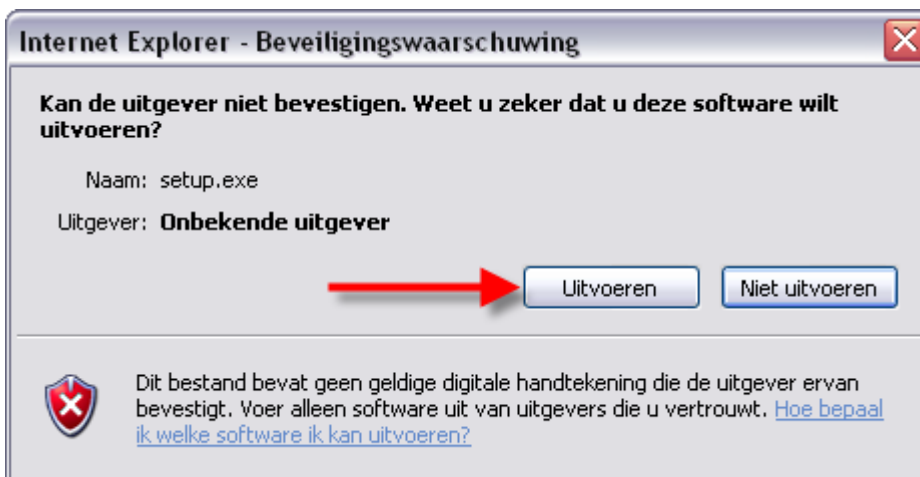 Internet Explorer - Beveiligingswaarschuwing
Kan de uitgever niet bevestigen. Weet u zeker dat u deze software wilt
uitvoeren?
Naam: setup.exe
Uitgever: Onbekende uitgever
Uitvoeren Niet uitvoeren
Dit bestand bevat geen geldige digitale handtekening die de uitgever ervan
bevestigt. Voer alleen software uit van uitgevers die u vertrouwt. Hoe bepaal
ik welke software ik kan uitvoeren?